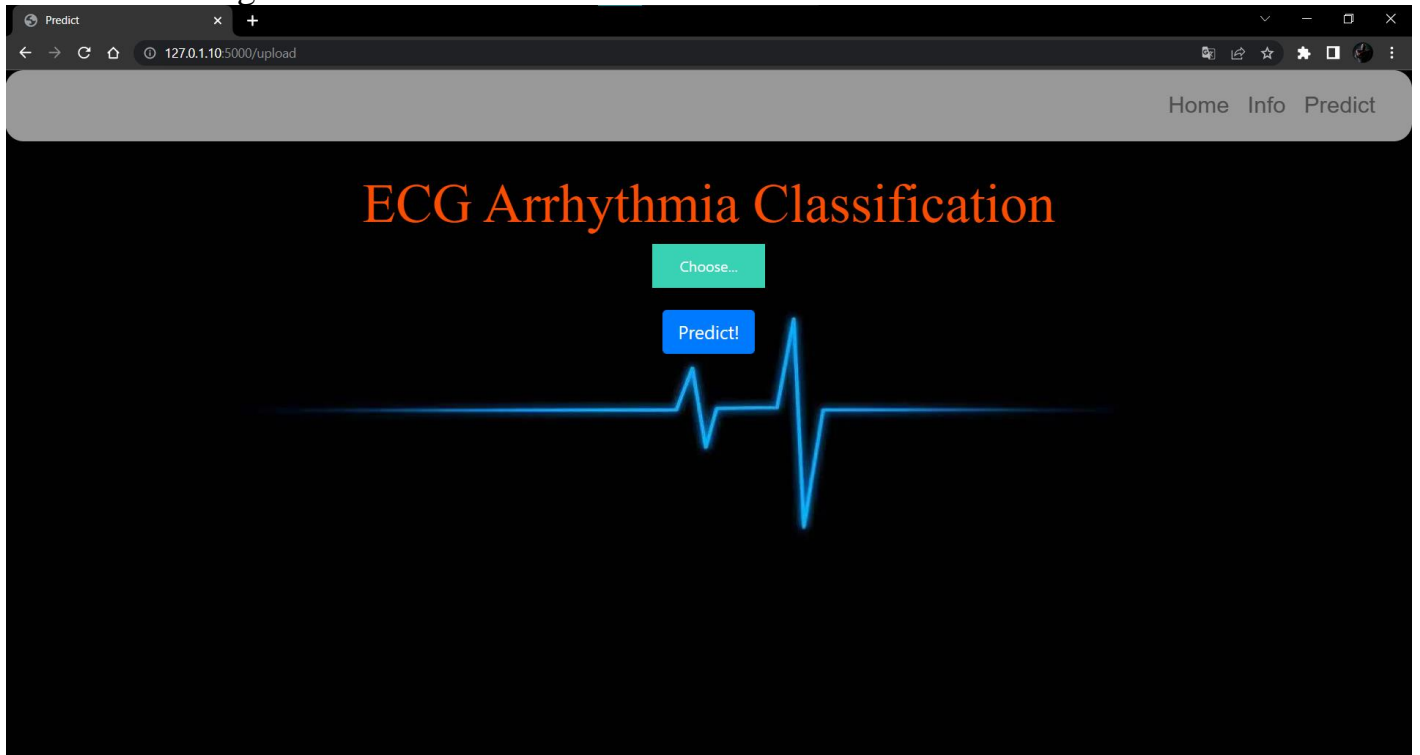 Predict
127.0.1.10:5000/upload
Home Info Predict
ECG Arrhythmia Classification
Choose...
Predict!